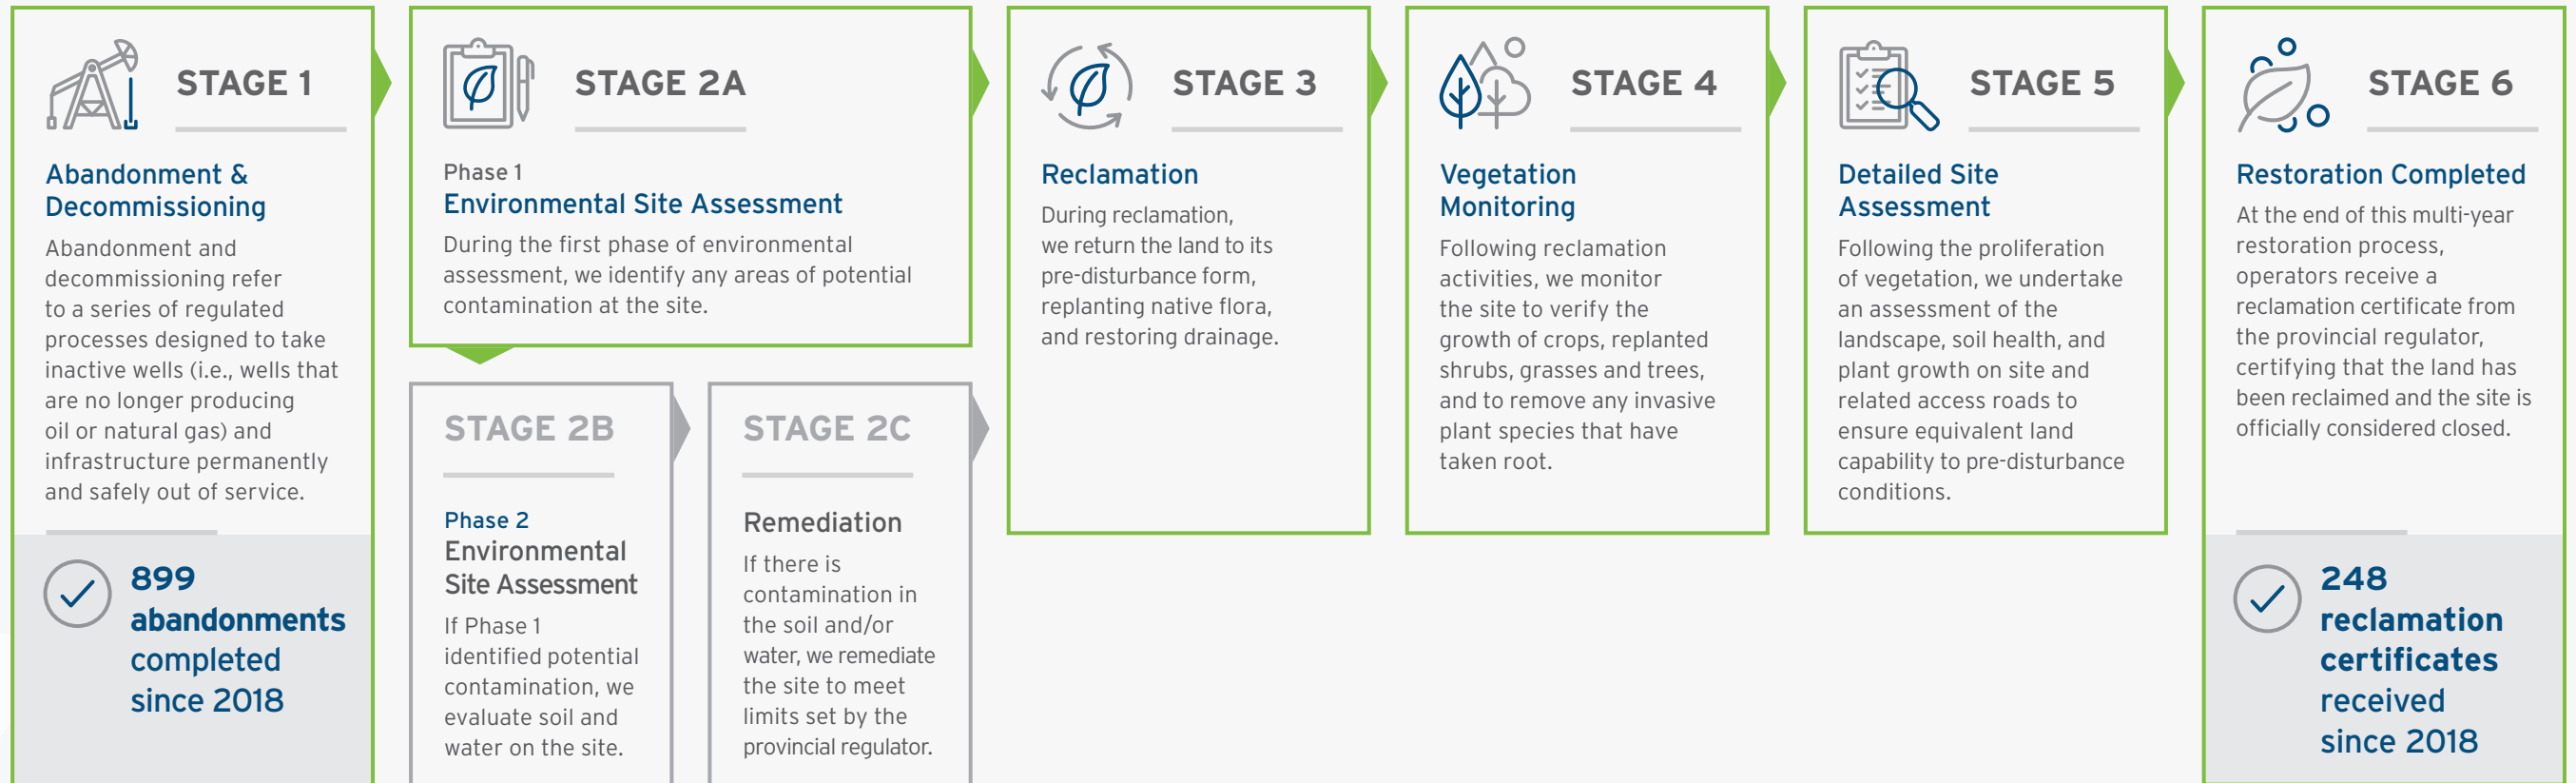 STAGE 1
Abandonment &
Decommissioning
Abandonment and
decommissioning refer
to a series of regulated
processes designed to take
inactive wells (i.e., wells that
are no longer producing
oil or natural gas) and
infrastructure permanently
and safely out of service.
899
abandonments
completed
since 2018
STAGE 2A
Phase 1
Environmental Site Assessment
During the first phase of environmental
assessment, we identify any areas of potential
contamination at the site.
STAGE 2B
Phase 2
Environmental
Site Assessment
If Phase 1
identified potential
contamination, we
evaluate soil and
water on the site.
STAGE 2C
Remediation
If there is
contamination in
the soil and/or
water, we remediate
the site to meet
limits set by the
provincial regulator.
STAGE 3
Reclamation
During reclamation,
we return the land to its
pre-disturbance form,
replanting native flora,
and restoring drainage.
STAGE 4
Vegetation
Monitoring
Following reclamation
activities, we monitor
the site to verify the
growth of crops, replanted
shrubs, grasses and trees,
and to remove any invasive
plant species that have
taken root.
STAGE 5
Detailed Site
Assessment
Following the proliferation
of vegetation, we undertake
an assessment of the
landscape, soil health, and
plant growth on site and
related access roads to
ensure equivalent land
capability to pre-disturbance
conditions.
STAGE 6
Restoration Completed
At the end of this multi-year
restoration process,
operators receive a
reclamation certificate from
the provincial regulator,
certifying that the land has
been reclaimed and the site is
officially considered closed.
248
reclamation
certificates
received
since 2018